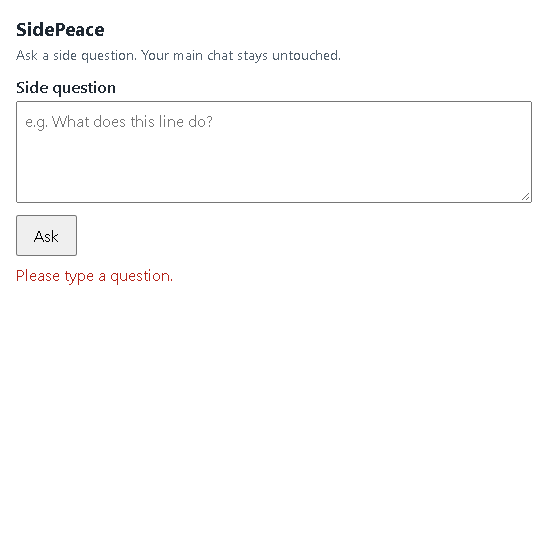 SidePeace
Ask a side question. Your main chat stays untouched.
Side question
e.g. What does this line do?
Ask
Please type a question.